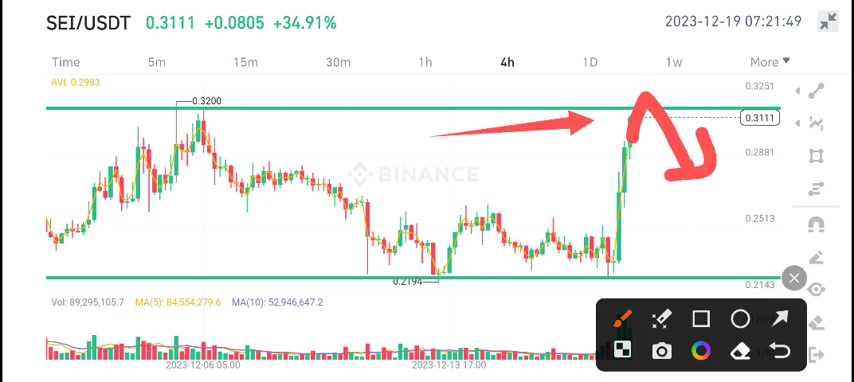 SEI/USDT 0.3111 +0.0805 +34.91% 2023-12-19 07:21:49
Time 5m 15m 30m 1h 4h 1D 1w More
AVL 0.2983
0.3251
0.3200
0.3111
0.2881
BINANCE
0.2513
0.2194
0.2143
Vol: 89,295,105.7 MA(5): 84,554,279.6 MA(10): 52,946,647.2
2023-12-06 05:00 2023-12-13 17:00